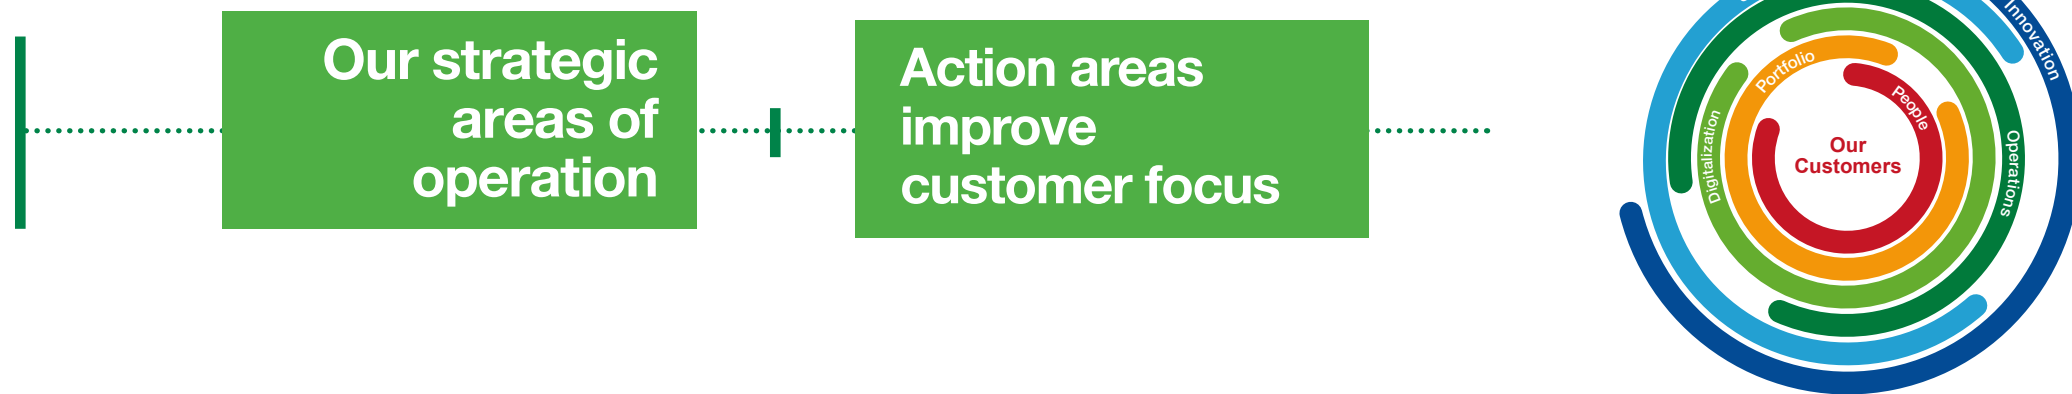 Our strategic
areas of
operation
Action areas
improve
customer focus
Innovation
Operations
Digitalization
Portfolio
People
Our
Customers